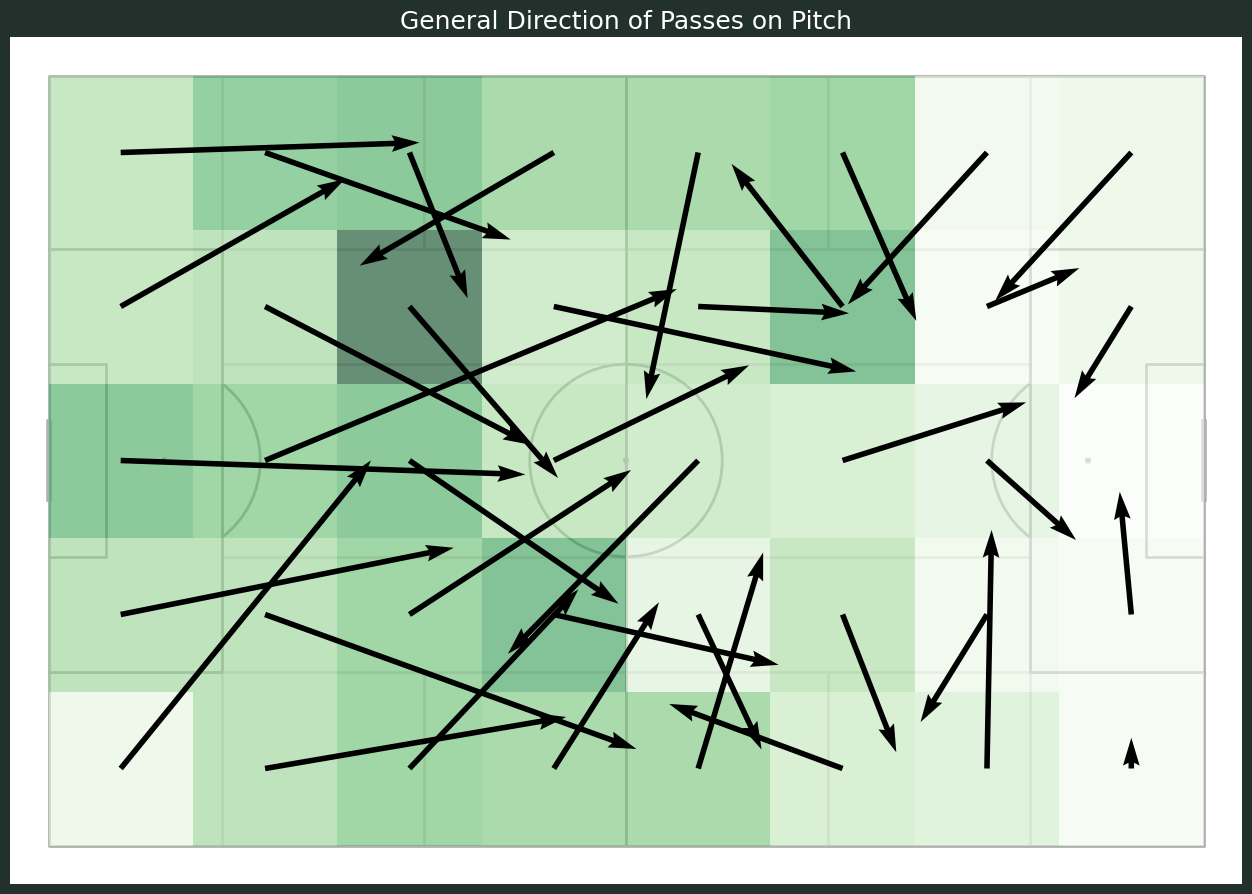 General Direction of Passes on Pitch